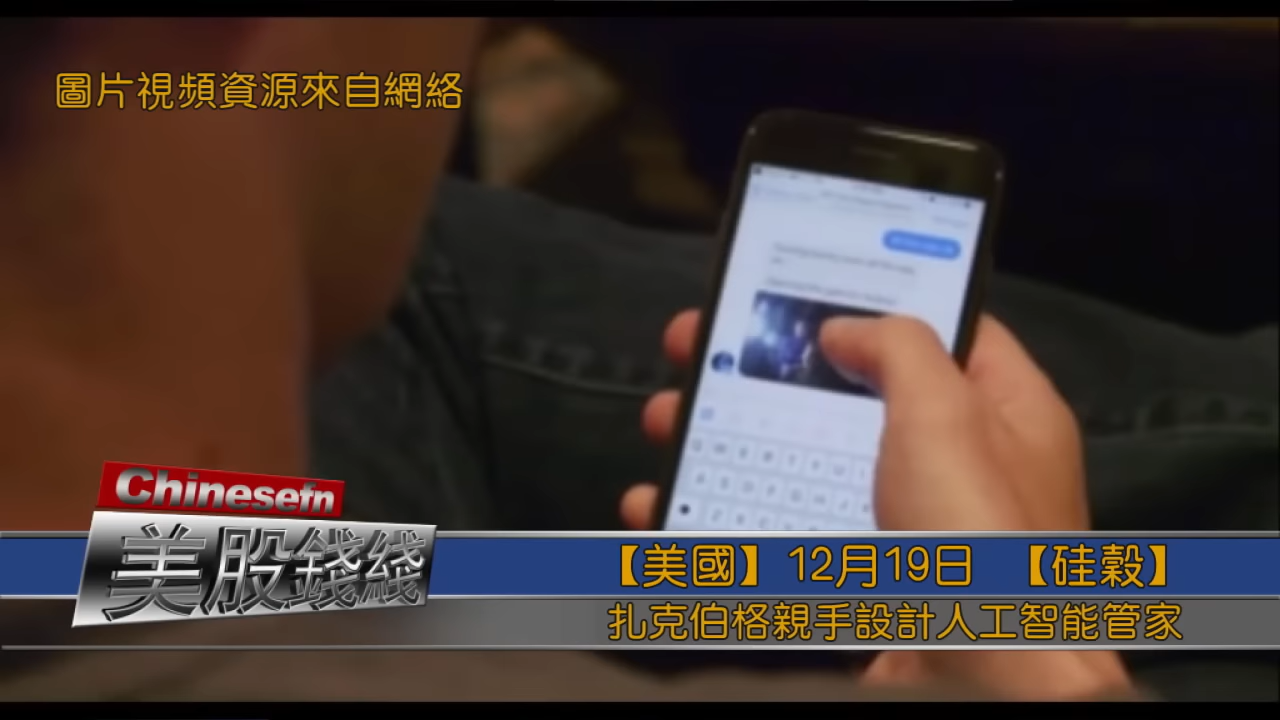 圖片視頻資源來自網絡
Chinesefn
美股錢綫
【美國】 12月19日 【硅穀】
扎克伯格親手設計人工智能管家